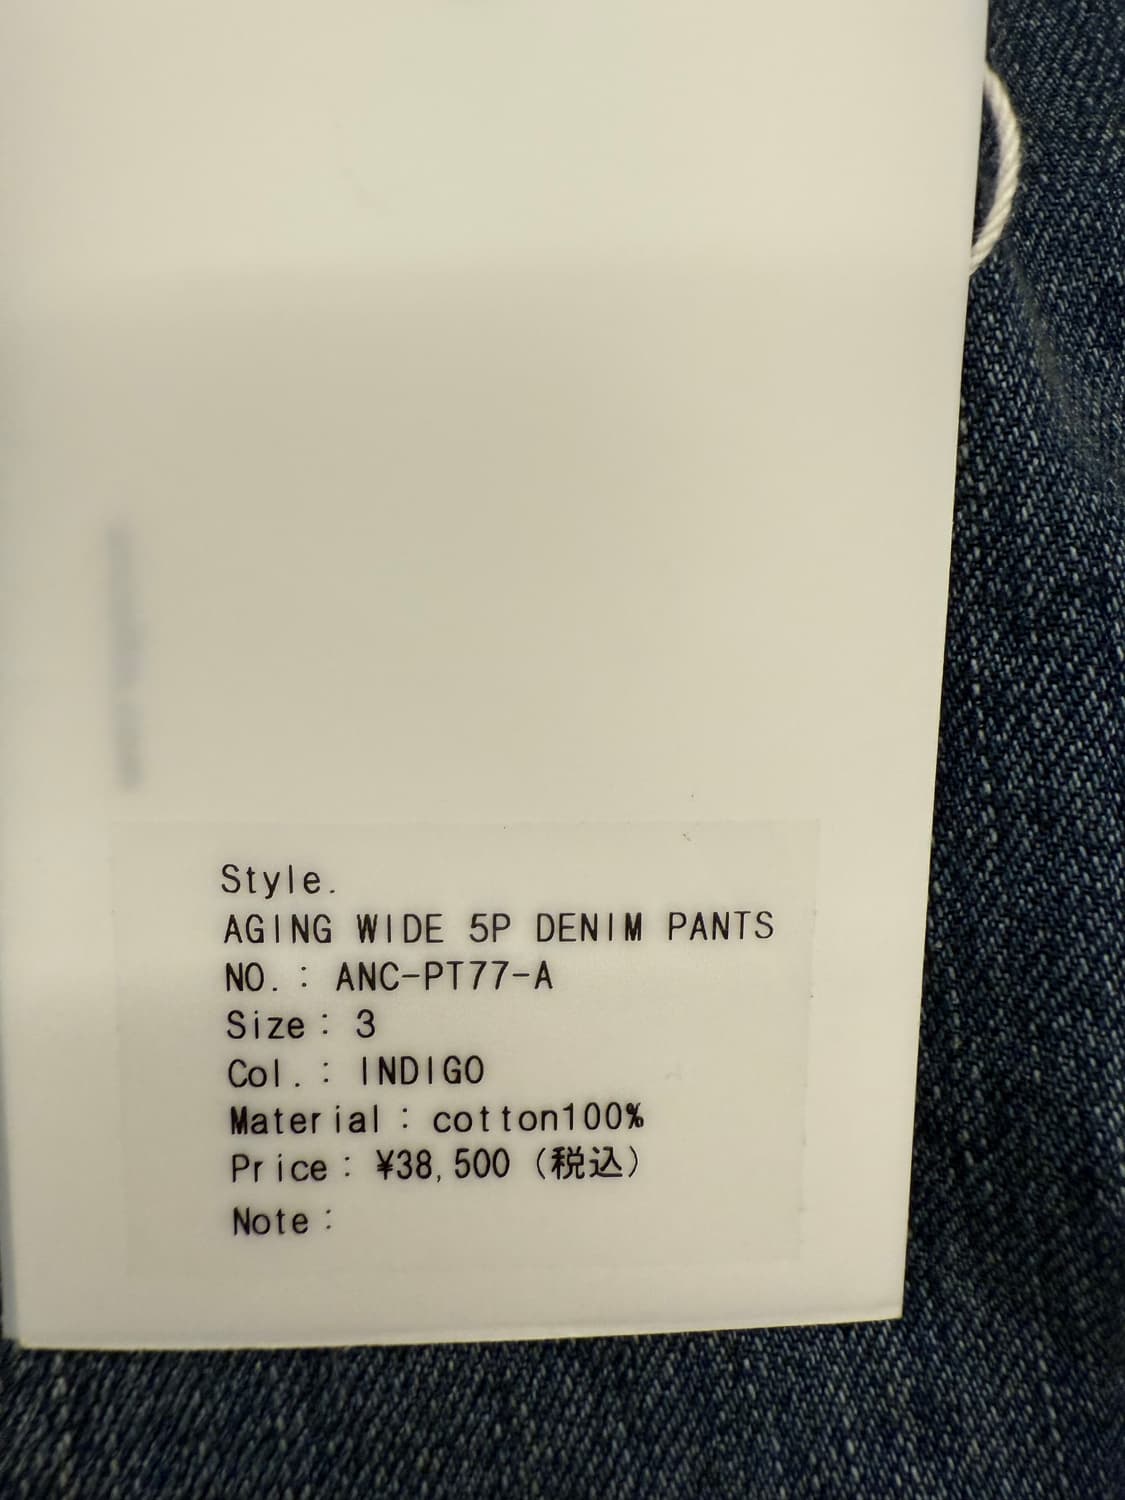 Style.
AGING WIDE 5P DENIM PANTS
NO.: ANC-PT77-A
Size: 3
Col.: INDIGO
Material: cotton100%
Price: ¥38,500 (税込)
Note: